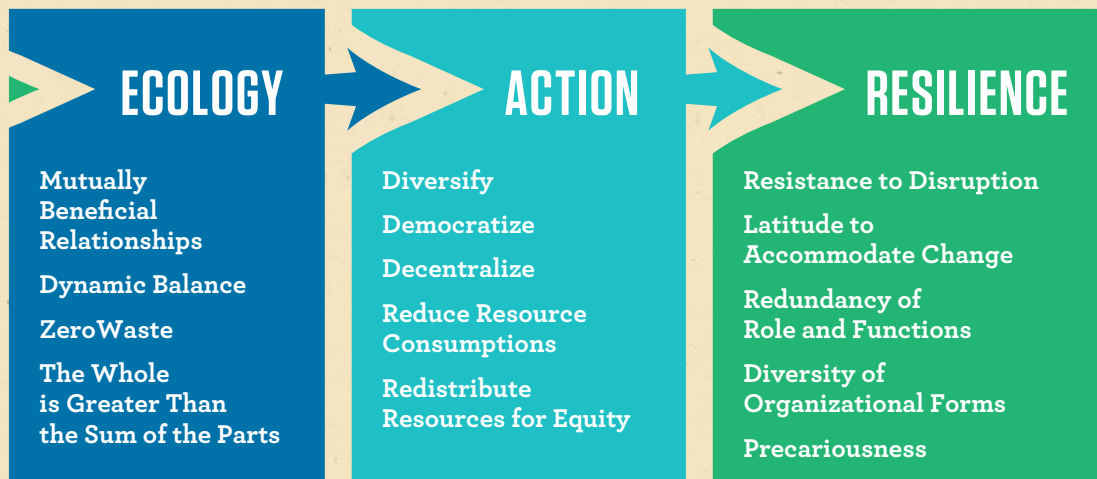 ECOLOGY
Mutually
Beneficial
Relationships
Dynamic Balance
ZeroWaste
The Whole
is Greater Than
the Sum of the Parts
ACTION
Diversify
Democratize
Decentralize
Reduce Resource
Consumptions
Redistribute
Resources for Equity
RESILIENCE
Resistance to Disruption
Latitude to
Accommodate Change
Redundancy of
Role and Functions
Diversity of
Organizational Forms
Precariousness